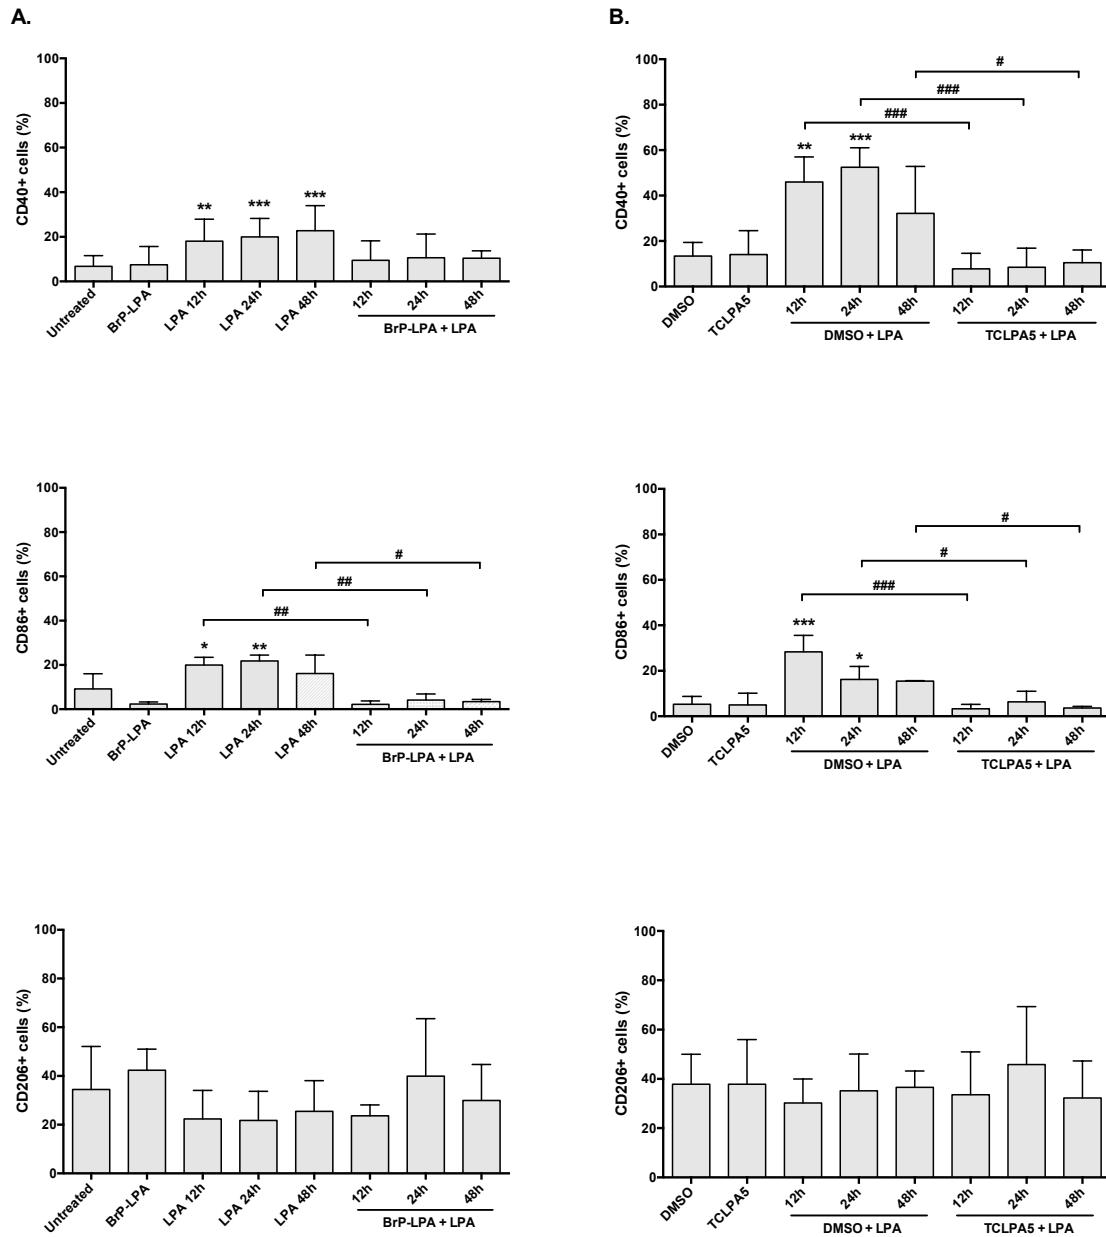 A.
CD40+ cells (%)
100
80
60
40
20
0
** *** ***
Untreated BrP-LPA LPA 12h LPA 24h LPA 48h 12h 24h 48h
BrP-LPA + LPA
B.
CD40+ cells (%)
100
80
60
40
20
0
#
###
###
** ***
DMSO TCLPA5 12h 24h 48h 12h 24h 48h
DMSO + LPA TCLPA5 + LPA
CD86+ cells (%)
100
80
60
40
20
0
#
##
##
* **
Untreated BrP-LPA LPA 12h LPA 24h LPA 48h 12h 24h 48h
BrP-LPA + LPA
CD86+ cells (%)
100
80
60
40
20
0
#
#
###
*** *
DMSO TCLPA5 12h 24h 48h 12h 24h 48h
DMSO + LPA TCLPA5 + LPA
CD206+ cells (%)
100
80
60
40
20
0
Untreated BrP-LPA LPA 12h LPA 24h LPA 48h 12h 24h 48h
BrP-LPA + LPA
CD206+ cells (%)
100
80
60
40
20
0
DMSO TCLPA5 12h 24h 48h 12h 24h 48h
DMSO + LPA TCLPA5 + LPA